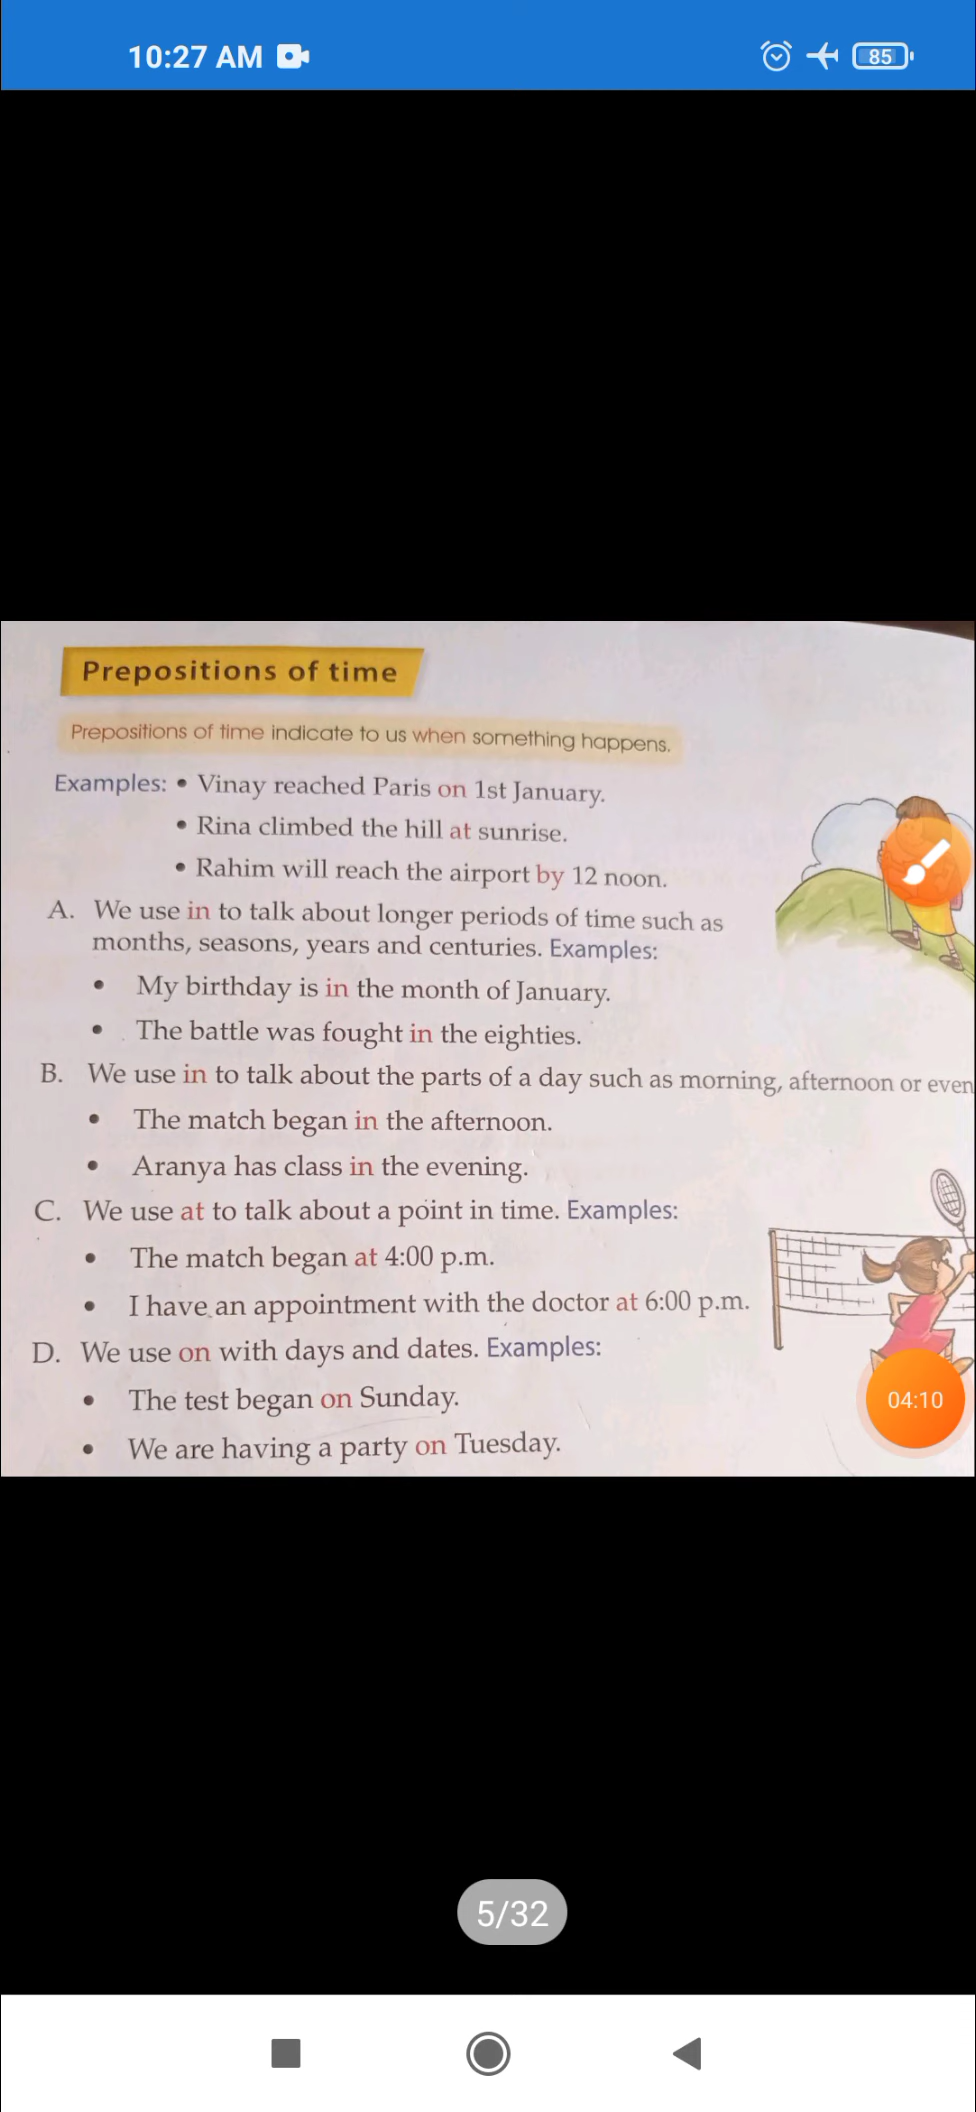 10:27 AM
85
Prepositions of time
Prepositions of time indicate to us when something happens.
Examples: • Vinay reached Paris on 1st January.
• Rina climbed the hill at sunrise.
• Rahim will reach the airport by 12 noon.
A. We use in to talk about longer periods of time such as
months, seasons, years and centuries. Examples:
• My birthday is in the month of January.
• The battle was fought in the eighties.
B. We use in to talk about the parts of a day such as morning, afternoon or even
• The match began in the afternoon.
• Aranya has class in the evening.
C. We use at to talk about a point in time. Examples:
• The match began at 4:00 p.m.
• I have an appointment with the doctor at 6:00 p.m.
D. We use on with days and dates. Examples:
04:10
• The test began on Sunday.
• We are having a party on Tuesday.
5/32